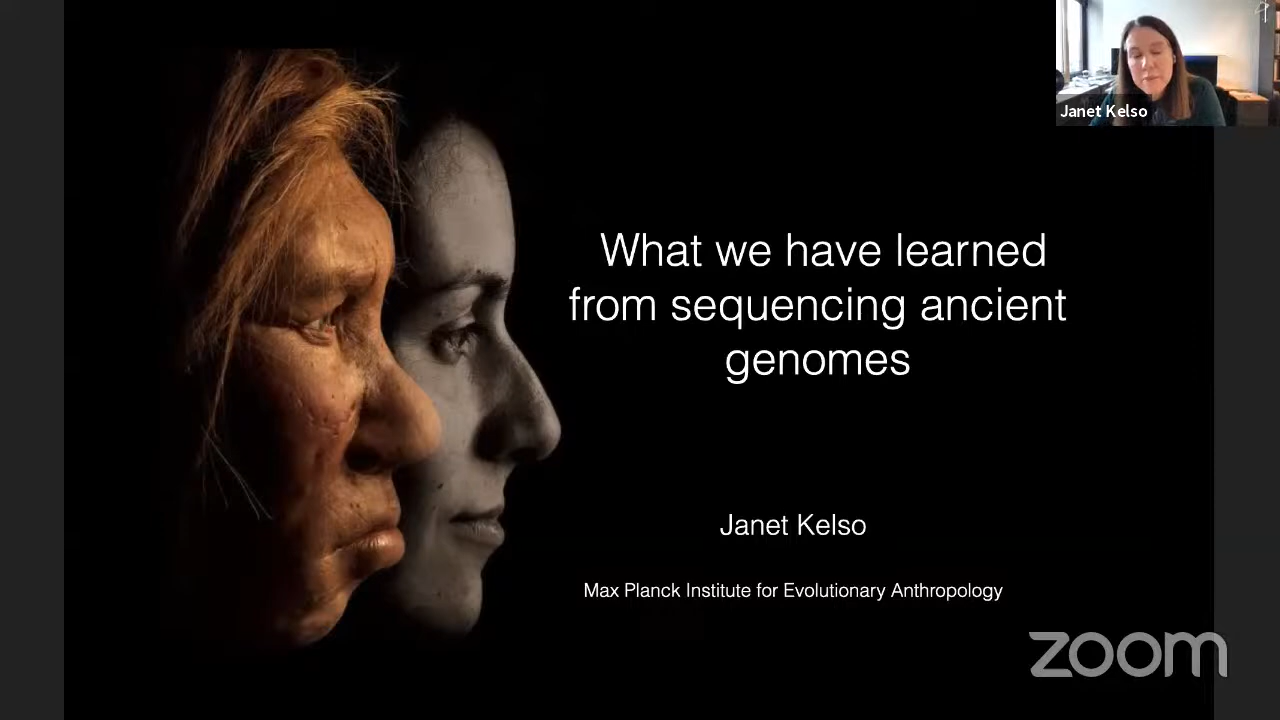 Janet Kelso
What we have learned
from sequencing ancient
genomes
Janet Kelso
Max Planck Institute for Evolutionary Anthropology
zoom